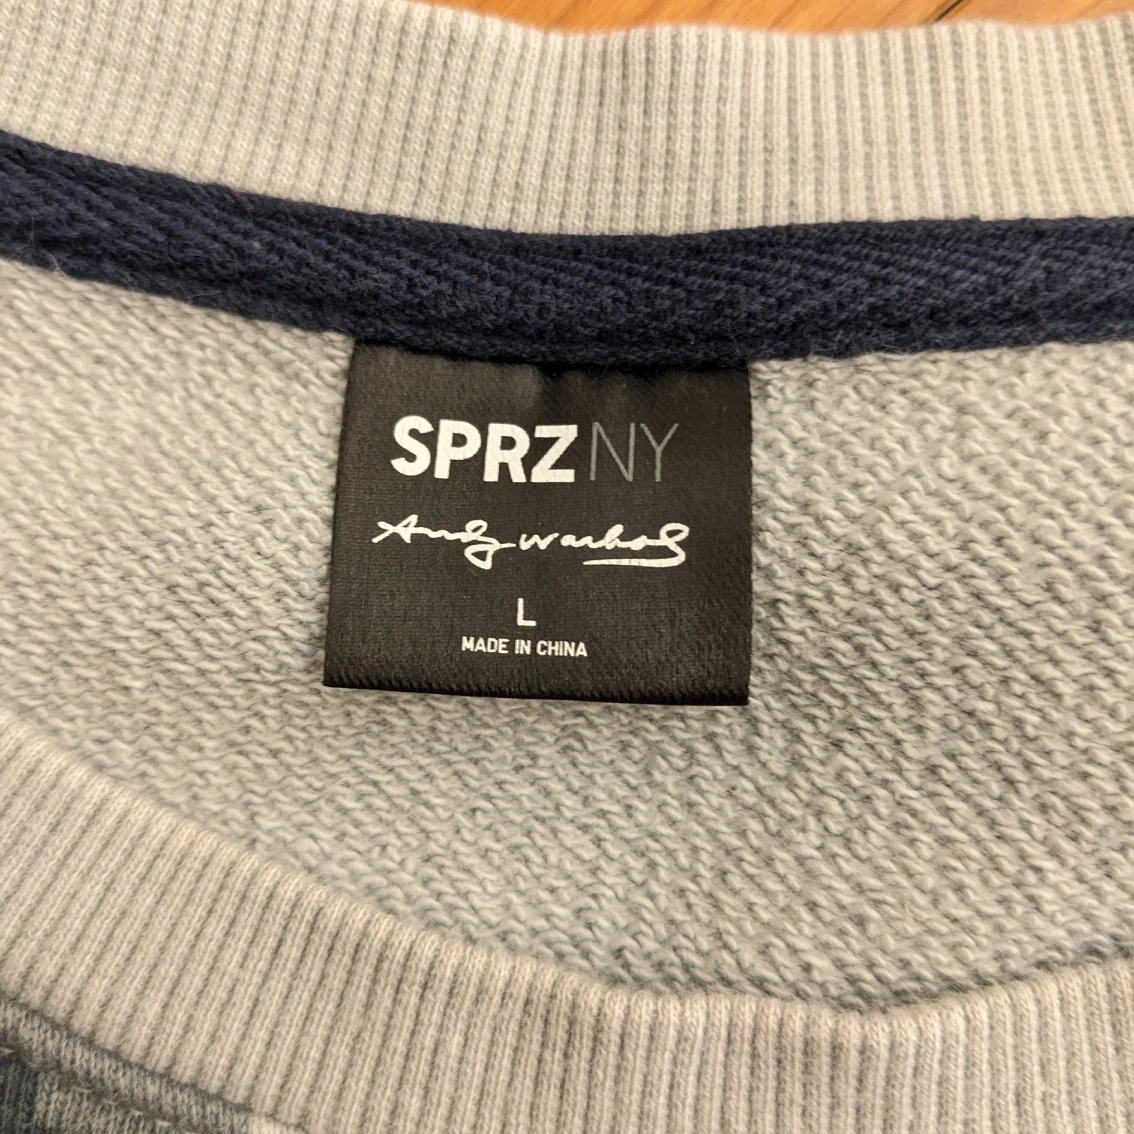 SPRZ NY
Andy Warhol
L
MADE IN CHINA